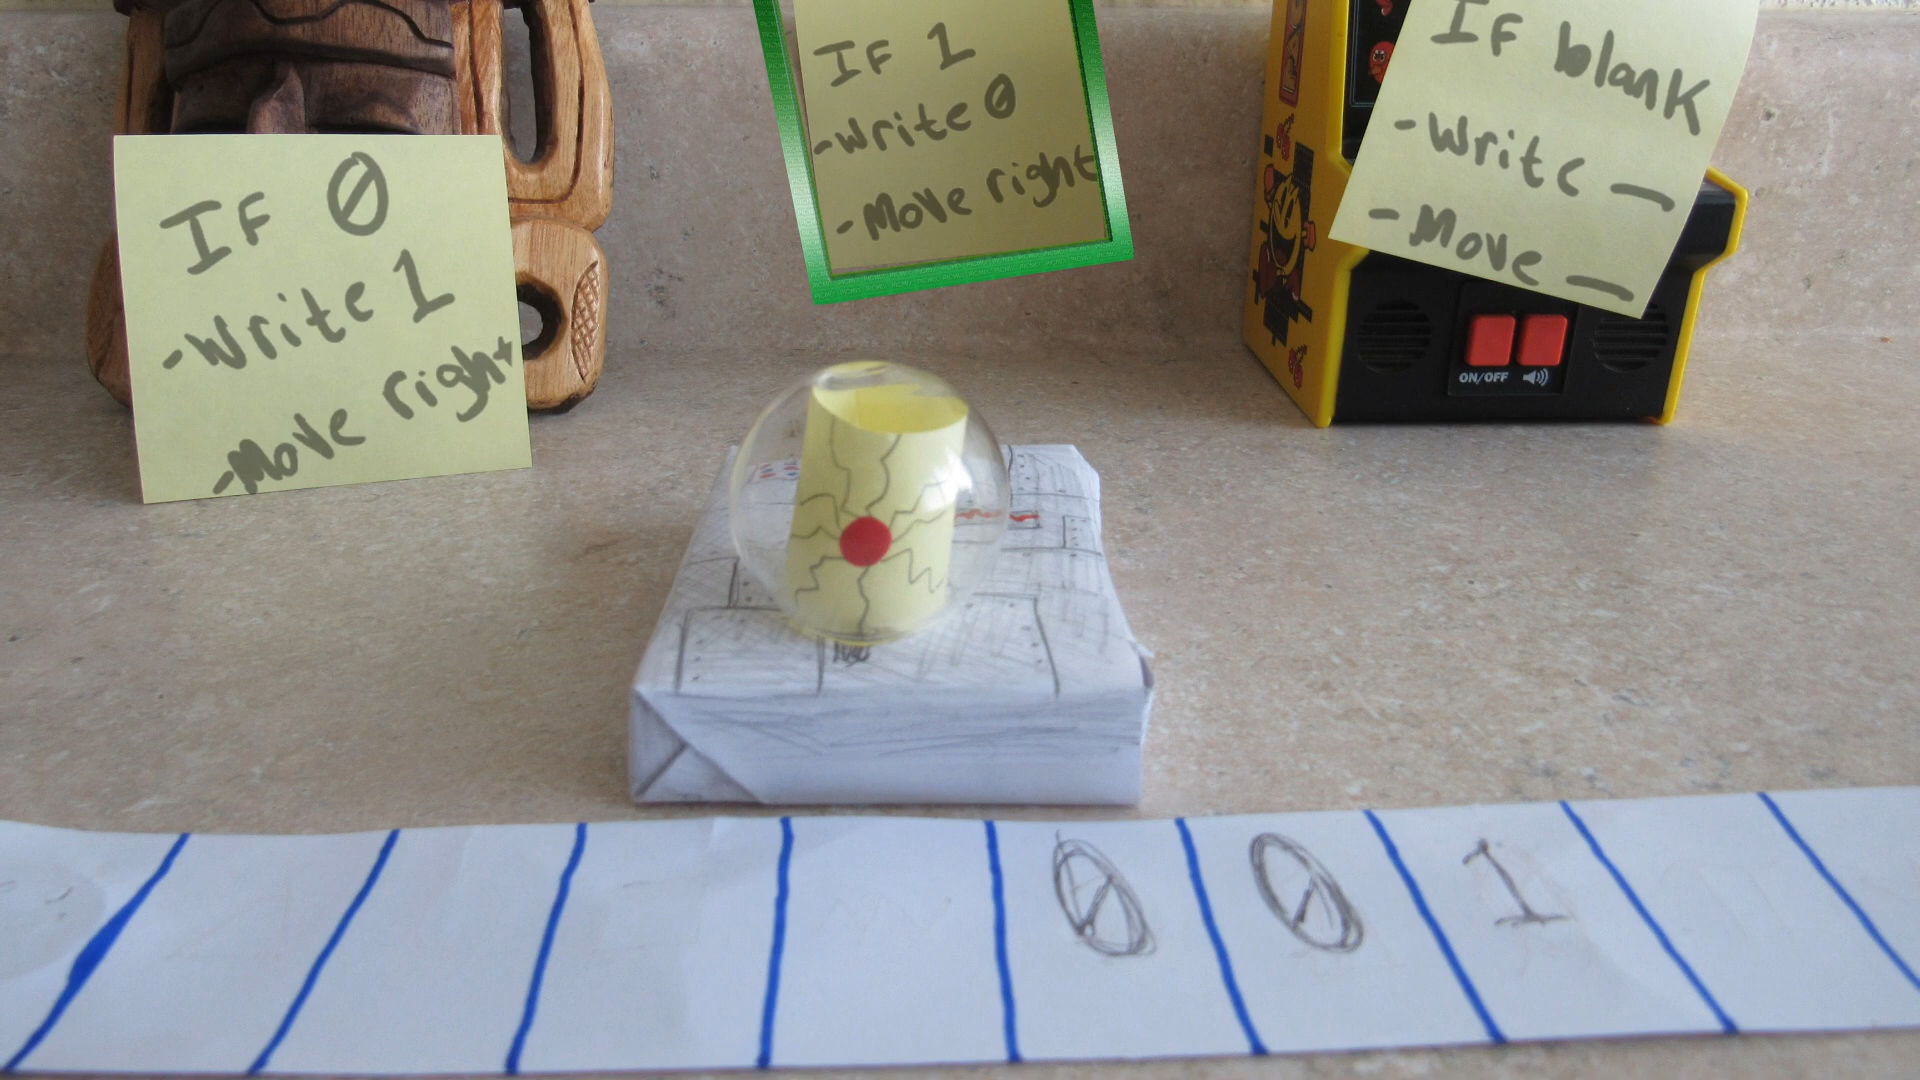 IF 0
-Write 1
-Move right
IF 1
-Write 0
-Move right
IF blank
-Write —
-Move —
ON/OFF
0 0 1